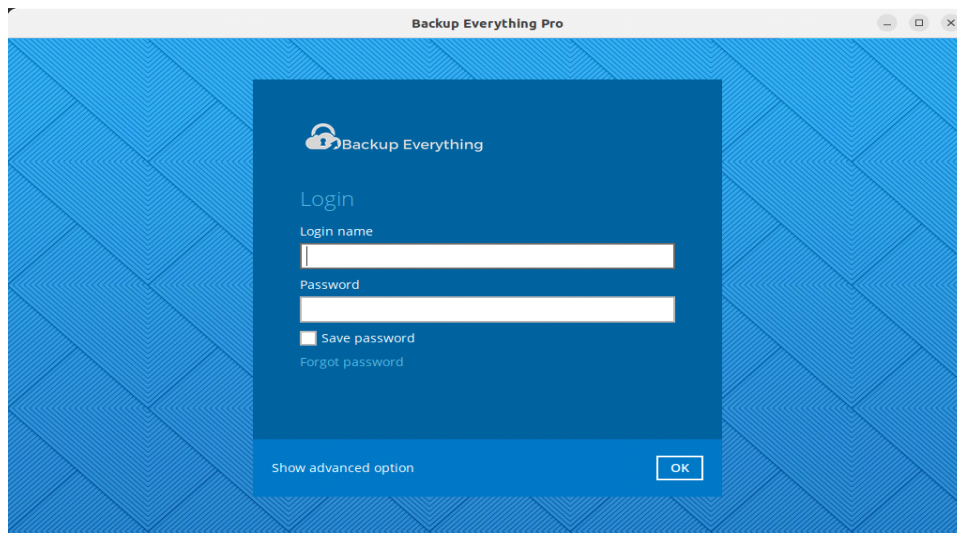 Backup Everything Pro
Backup Everything
Login
Login name
Password
Save password
Forgot password
Show advanced option
OK